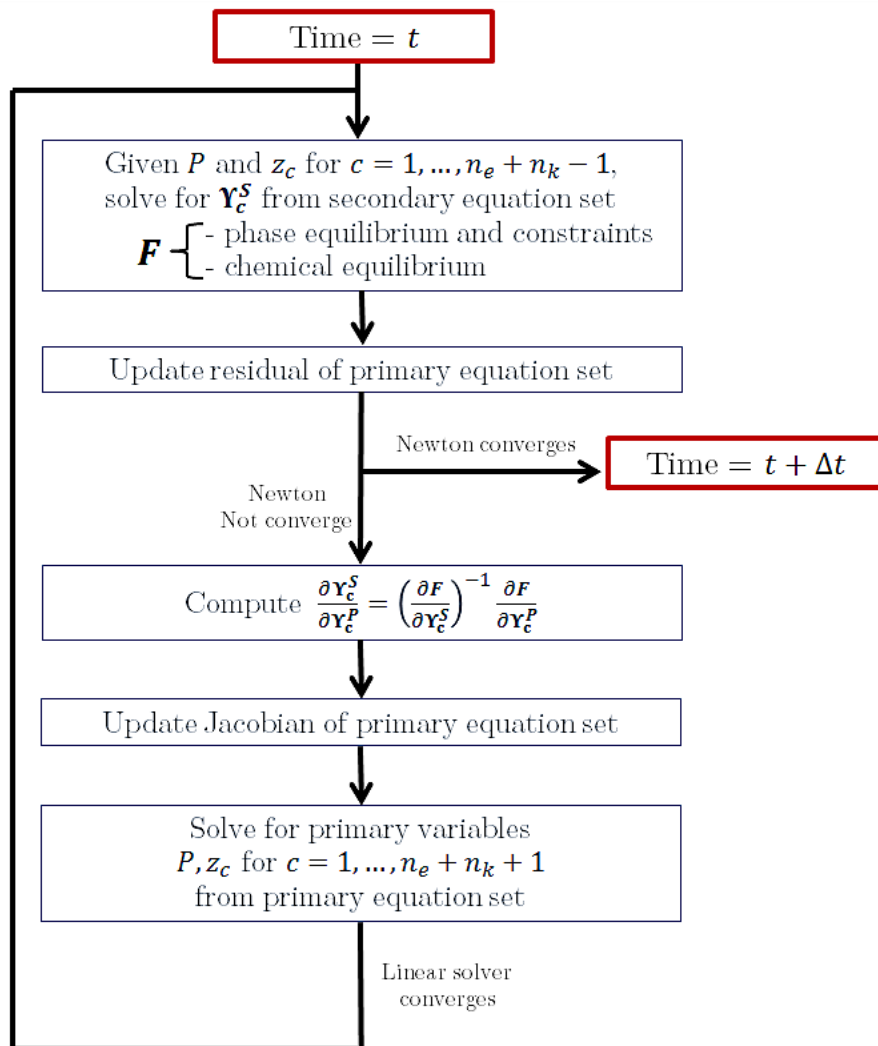 Time = t
Given P and z_c for c = 1, ..., n_e + n_k − 1,
solve for ϒ_c^S from secondary equation set
F { - phase equilibrium and constraints
- chemical equilibrium
Update residual of primary equation set
Newton converges
Time = t + Δt
Newton
Not converge
Compute ∂ϒ_c^S/∂ϒ_c^P = (∂F/∂ϒ_c^S)^−1 ∂F/∂ϒ_c^P
Update Jacobian of primary equation set
Solve for primary variables
P, z_c for c = 1, ..., n_e + n_k + 1
from primary equation set
Linear solver
converges